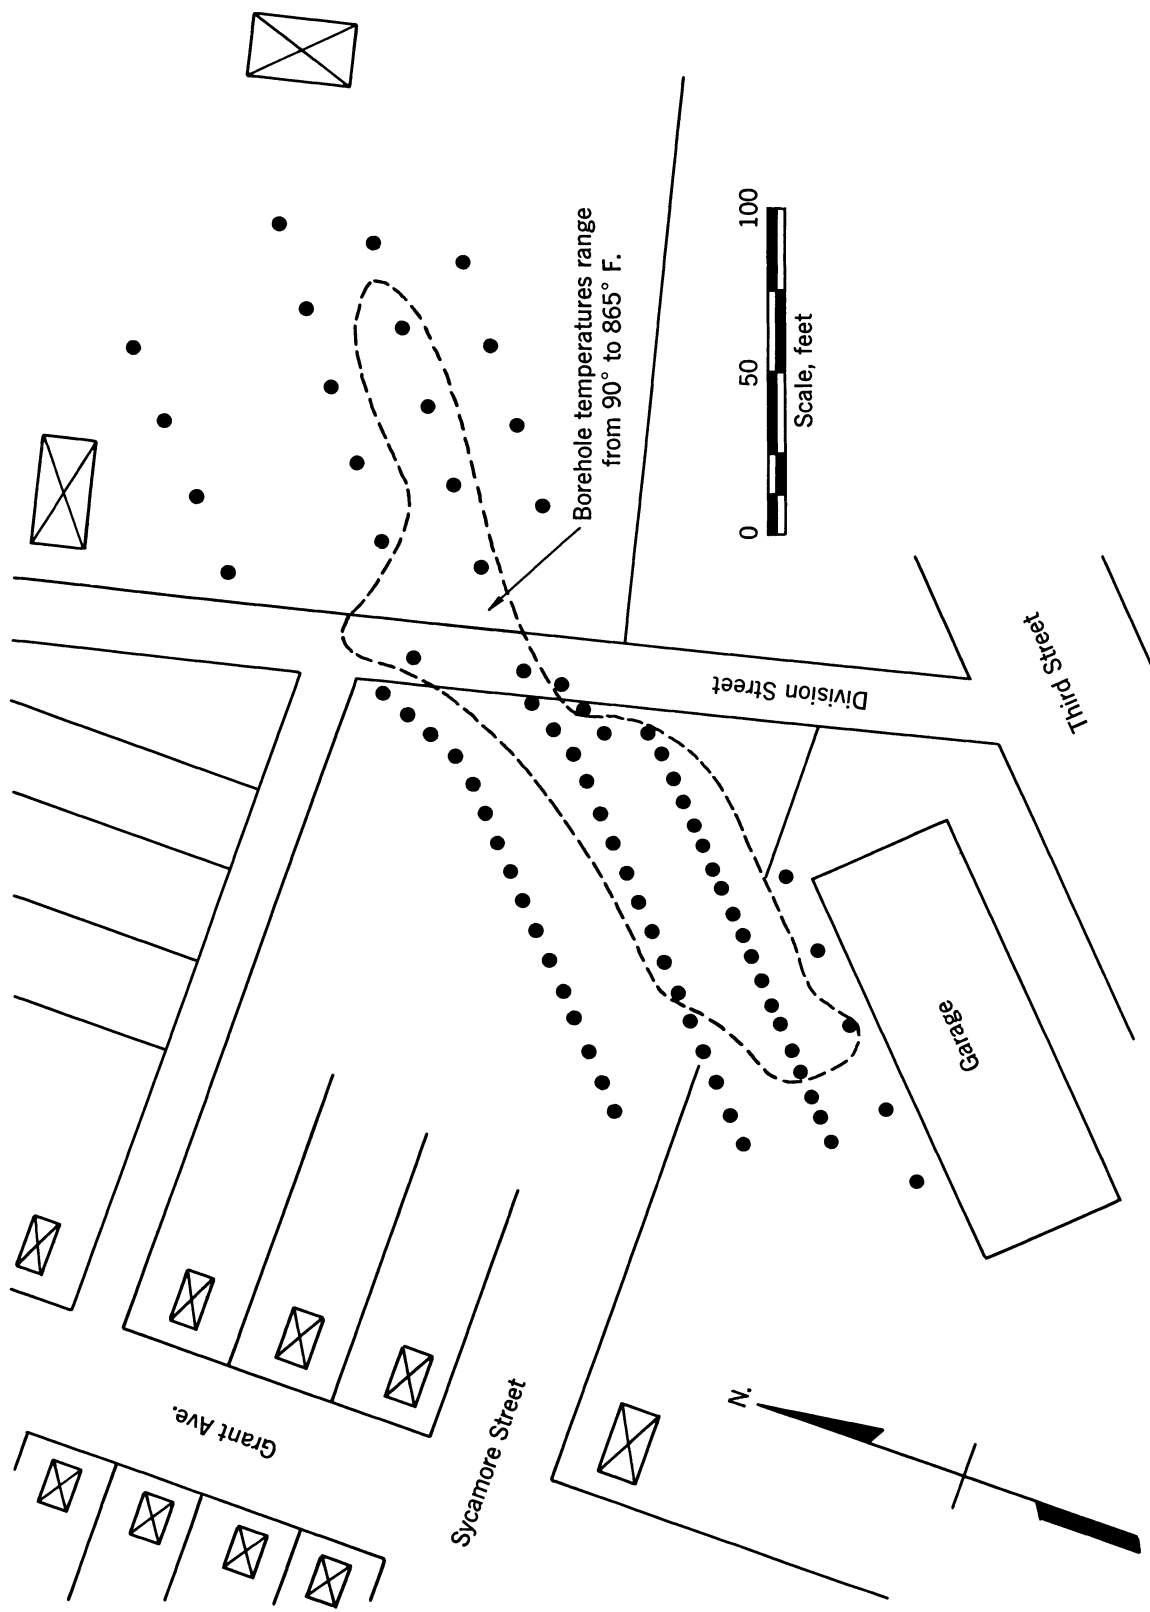 Borehole temperatures range
from 90° to 865° F.
0 50 100
Scale, feet
Division Street
Third Street
Garage
Grant Ave.
Sycamore Street
N.